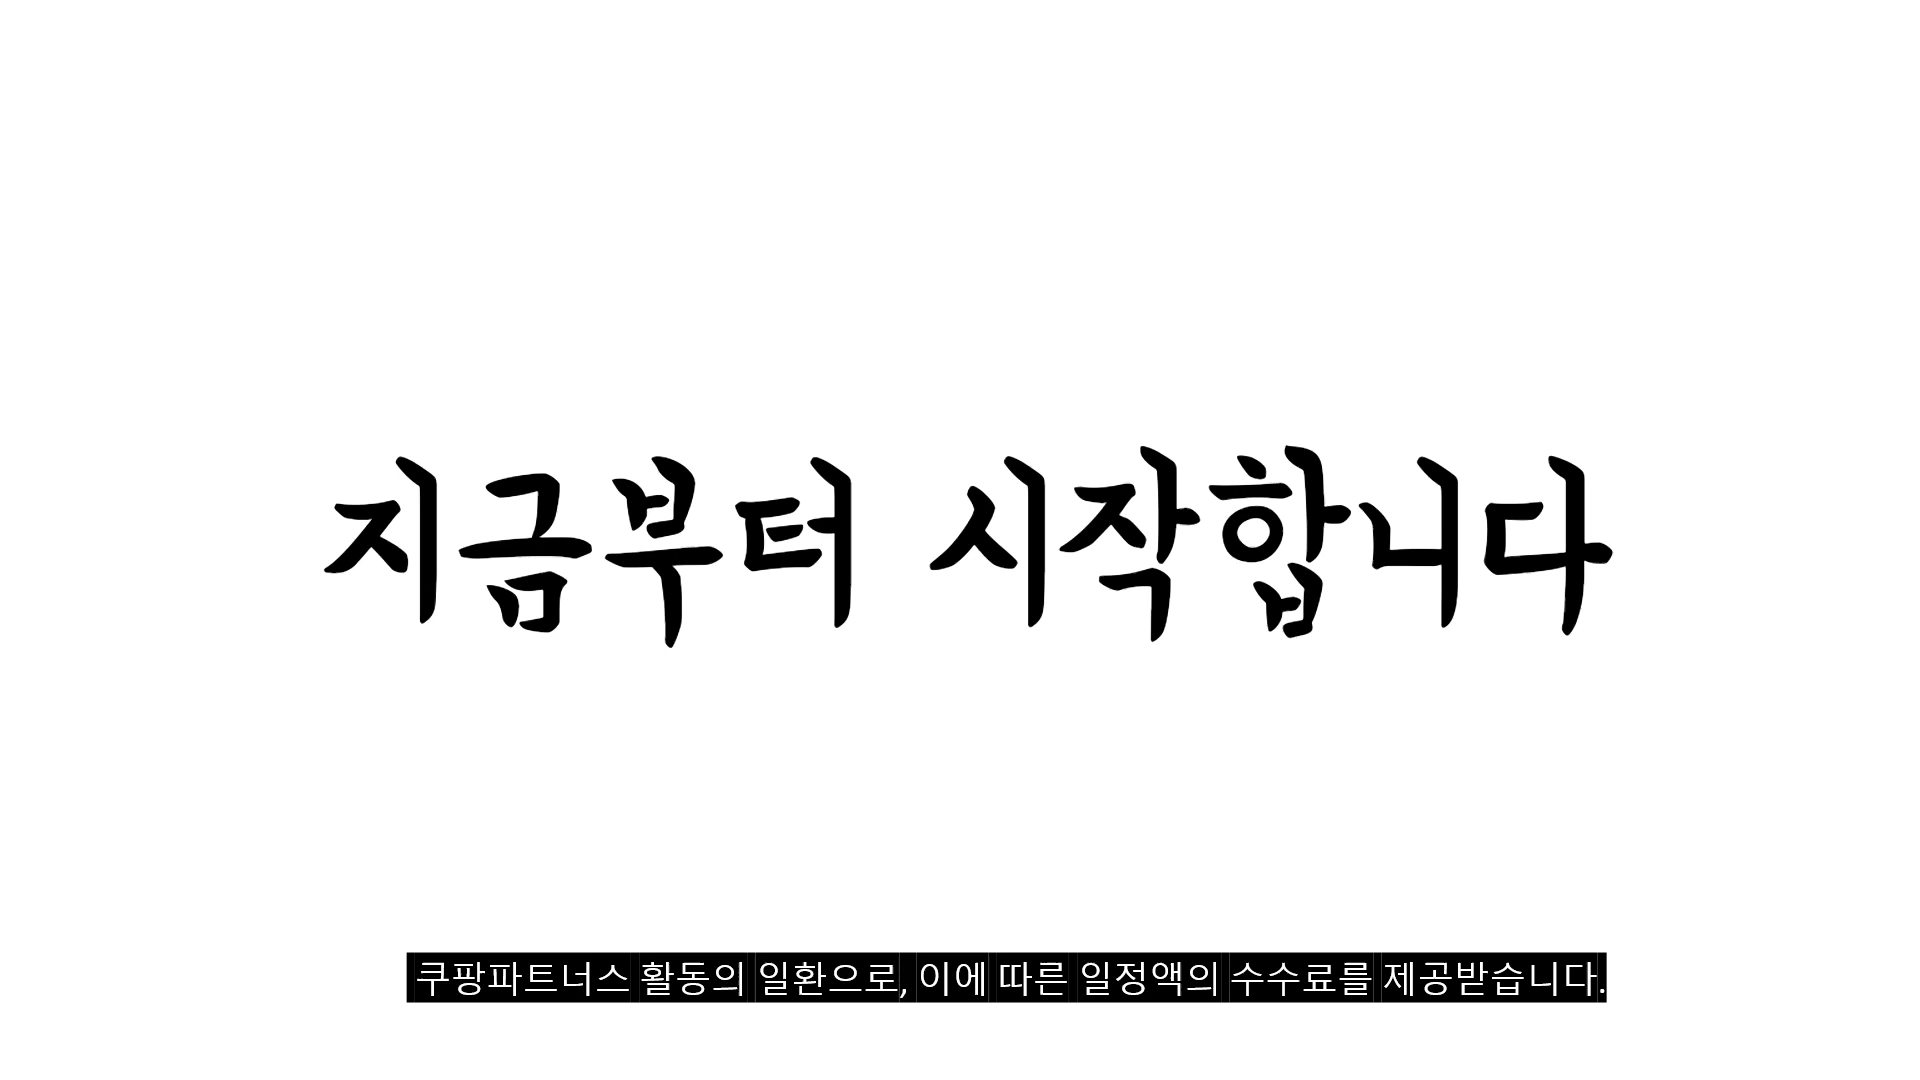 지금부터 시작합니다
쿠팡파트너스 활동의 일환으로, 이에 따른 일정액의 수수료를 제공받습니다.